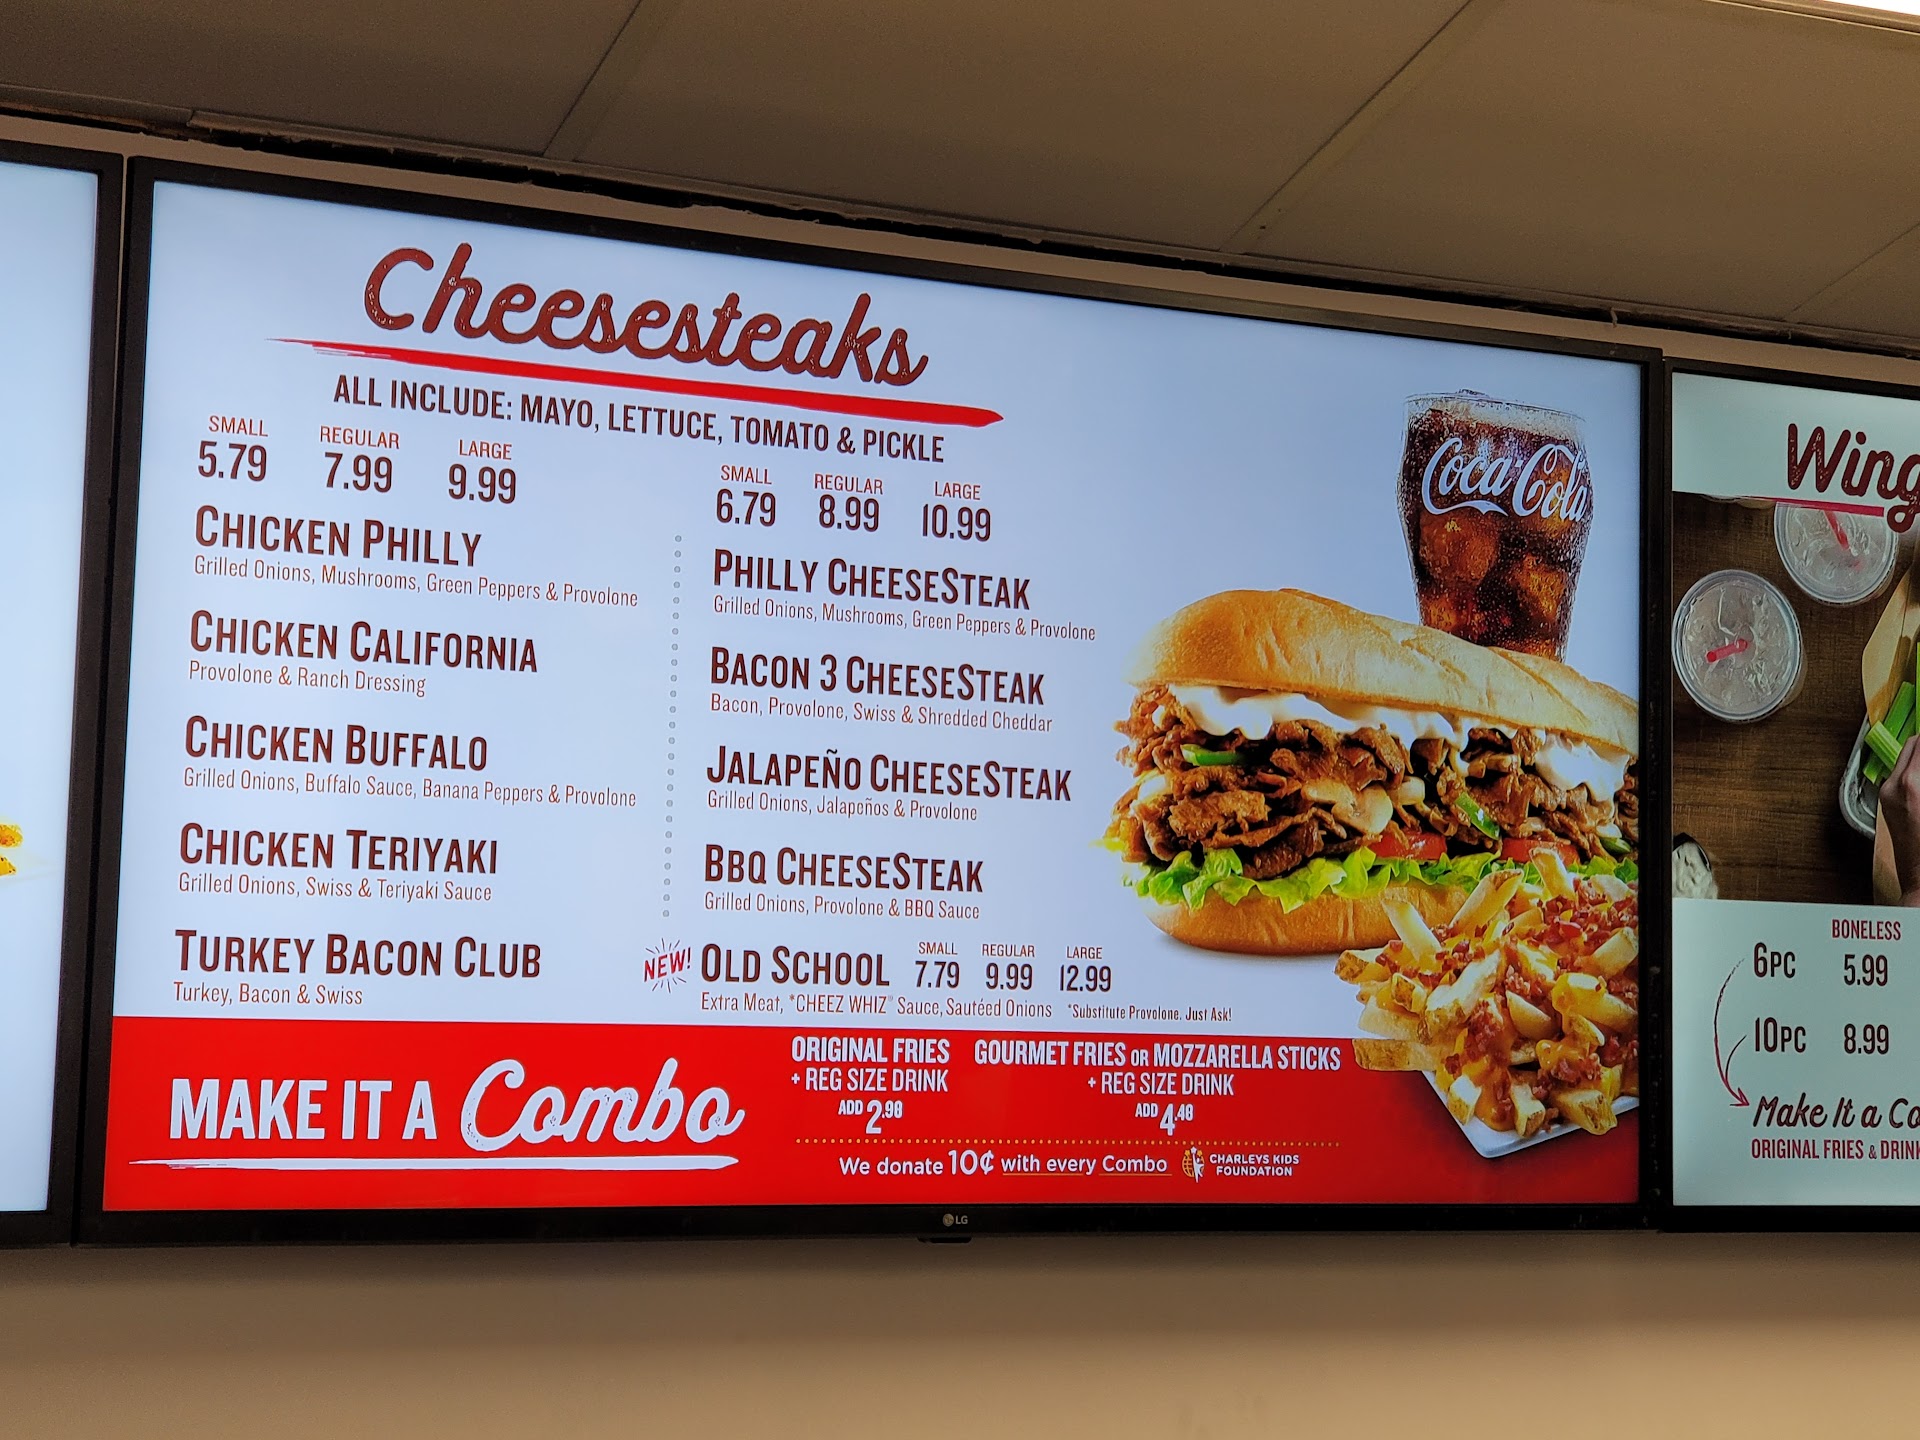 Cheesesteaks
ALL INCLUDE: MAYO, LETTUCE, TOMATO & PICKLE
SMALL REGULAR LARGE
5.79 7.99 9.99
CHICKEN PHILLY
Grilled Onions, Mushrooms, Green Peppers & Provolone
CHICKEN CALIFORNIA
Provolone & Ranch Dressing
CHICKEN BUFFALO
Grilled Onions, Buffalo Sauce, Banana Peppers & Provolone
CHICKEN TERIYAKI
Grilled Onions, Swiss & Teriyaki Sauce
TURKEY BACON CLUB
Turkey, Bacon & Swiss
SMALL REGULAR LARGE
6.79 8.99 10.99
PHILLY CHEESESTEAK
Grilled Onions, Mushrooms, Green Peppers & Provolone
BACON 3 CHEESESTEAK
Bacon, Provolone, Swiss & Shredded Cheddar
JALAPEÑO CHEESESTEAK
Grilled Onions, Jalapeños & Provolone
BBQ CHEESESTEAK
Grilled Onions, Provolone & BBQ Sauce
SMALL REGULAR LARGE
NEW! OLD SCHOOL 7.79 9.99 12.99
Extra Meat, *CHEEZ WHIZ® Sauce, Sautéed Onions *Substitute Provolone. Just Ask!
Coca-Cola
MAKE IT A Combo
ORIGINAL FRIES
+ REG SIZE DRINK
ADD 2.98
GOURMET FRIES OR MOZZARELLA STICKS
+ REG SIZE DRINK
ADD 4.48
We donate 10¢ with every Combo
CHARLEYS KIDS
FOUNDATION
LG
Wing
BONELESS
6PC 5.99
10PC 8.99
Make It a Co
ORIGINAL FRIES & DRINK